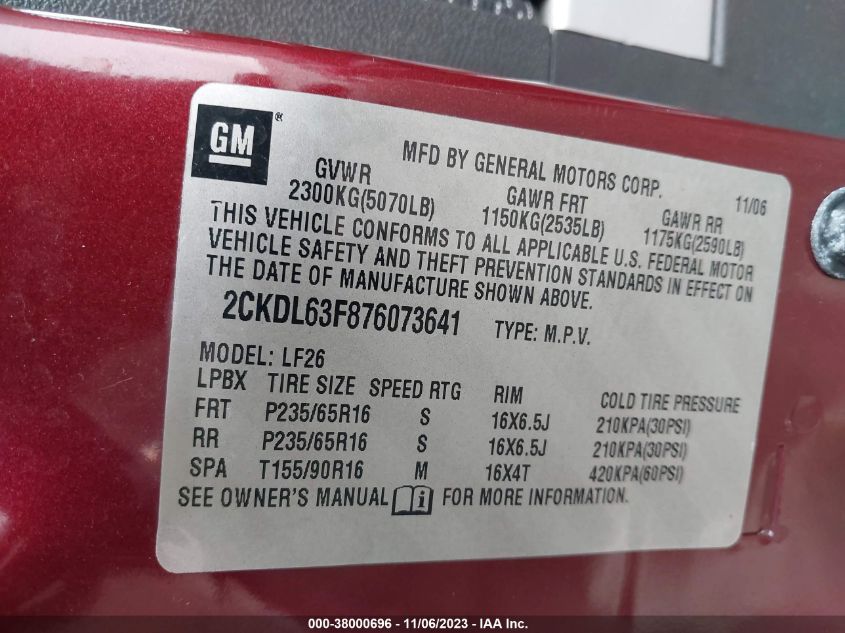 GM®
MFD BY GENERAL MOTORS CORP. 11/06
GVWR GAWR FRT GAWR RR
2300KG(5070LB) 1150KG(2535LB) 1175KG(2590LB)
THIS VEHICLE CONFORMS TO ALL APPLICABLE U.S. FEDERAL MOTOR
VEHICLE SAFETY AND THEFT PREVENTION STANDARDS IN EFFECT ON
THE DATE OF MANUFACTURE SHOWN ABOVE.
2CKDL63F876073641 TYPE: M.P.V.
MODEL: LF26
LPBX TIRE SIZE SPEED RTG RIM COLD TIRE PRESSURE
FRT P235/65R16 S 16X6.5J 210KPA(30PSI)
RR P235/65R16 S 16X6.5J 210KPA(30PSI)
SPA T155/90R16 M 16X4T 420KPA(60PSI)
SEE OWNER'S MANUAL i FOR MORE INFORMATION.
000-38000696 - 11/06/2023 - IAA Inc.